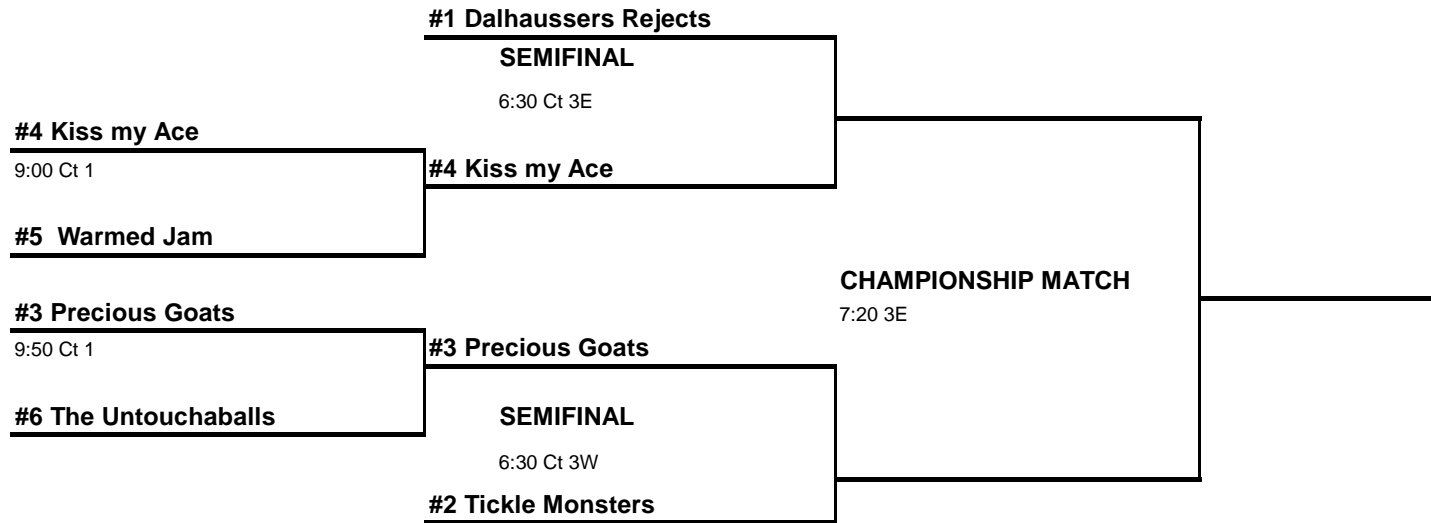 #1 Dalhaussers Rejects
SEMIFINAL
6:30 Ct 3E
#4 Kiss my Ace
9:00 Ct 1
#4 Kiss my Ace
#5  Warmed Jam
CHAMPIONSHIP MATCH
7:20 3E
#3 Precious Goats
9:50 Ct 1
#3 Precious Goats
#6 The Untouchaballs
SEMIFINAL
6:30 Ct 3W
#2 Tickle Monsters